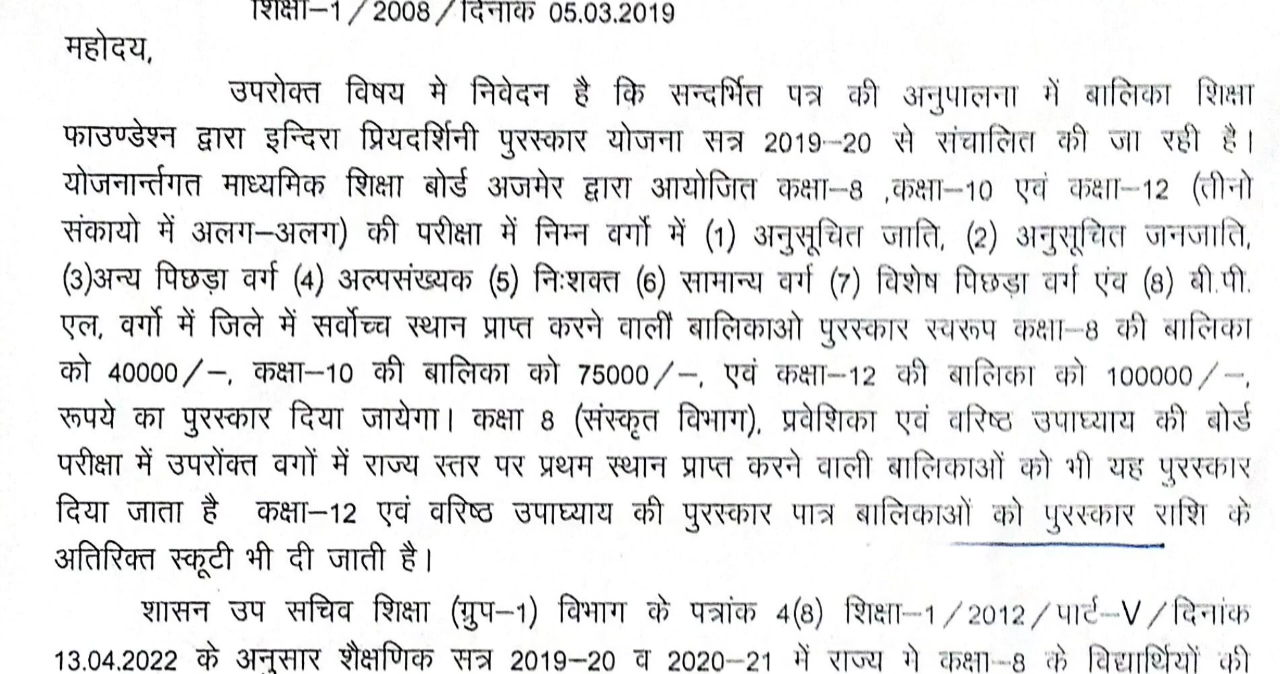 शिक्षा–1/2008/दिनांक 05.03.2019
महोदय,
उपरोक्त विषय मे निवेदन है कि सन्दर्भित पत्र की अनुपालना में बालिका शिक्षा
फाउण्डेश्न द्वारा इन्दिरा प्रियदर्शिनी पुरस्कार योजना सत्र 2019–20 से संचालित की जा रही है।
योजनार्न्तगत माध्यमिक शिक्षा बोर्ड अजमेर द्वारा आयोजित कक्षा–8 ,कक्षा–10 एवं कक्षा–12 (तीनो
संकायो में अलग–अलग) की परीक्षा में निम्न वर्गो में (1) अनुसूचित जाति, (2) अनुसूचित जनजाति,
(3)अन्य पिछड़ा वर्ग (4) अल्पसंख्यक (5) निःशक्त (6) सामान्य वर्ग (7) विशेष पिछड़ा वर्ग एंव (8) बी.पी.
एल, वर्गो में जिले में सर्वोच्च स्थान प्राप्त करने वालीं बालिकाओ पुरस्कार स्वरूप कक्षा–8 की बालिका
को 40000/–, कक्षा–10 की बालिका को 75000/–, एवं कक्षा–12 की बालिका को 100000/–,
रूपये का पुरस्कार दिया जायेगा। कक्षा 8 (संस्कृत विभाग), प्रवेशिका एवं वरिष्ठ उपाघ्याय की बोर्ड
परीक्षा में उपरोंक्त वगों में राज्य स्तर पर प्रथम स्थान प्राप्त करने वाली बालिकाओं को भी यह पुरस्कार
दिया जाता है कक्षा–12 एवं वरिष्ठ उपाघ्याय की पुरस्कार पात्र बालिकाओं को पुरस्कार राशि के
अतिरिक्त स्कूटी भी दी जाती है।
शासन उप सचिव शिक्षा (ग्रुप–1) विभाग के पत्रांक 4(8) शिक्षा–1/2012/पार्ट–V/दिनांक
13.04.2022 के अनुसार शैक्षणिक सत्र 2019–20 व 2020–21 में राज्य मे कक्षा–8 के विद्यार्थियों की